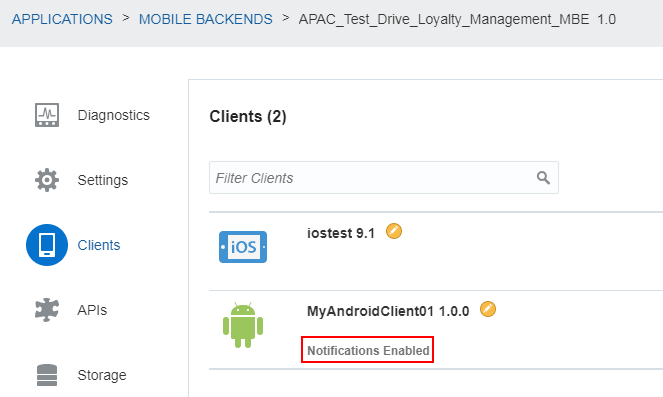 APPLICATIONS > MOBILE BACKENDS > APAC_Test_Drive_Loyalty_Management_MBE 1.0
Diagnostics
Settings
Clients
APIs
Storage
Clients (2)
Filter Clients
iOS
iostest 9.1
MyAndroidClient01 1.0.0
Notifications Enabled